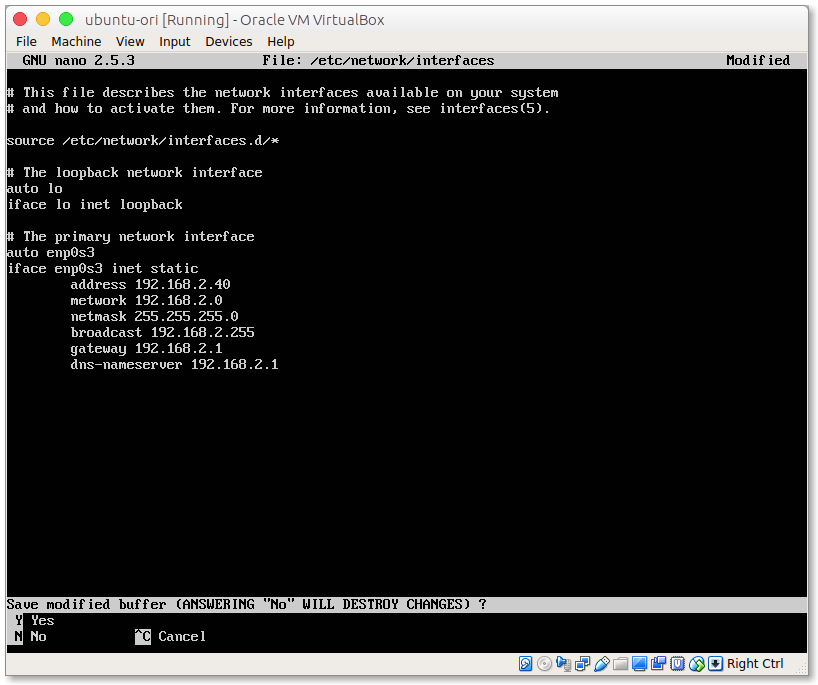 ubuntu-ori [Running] - Oracle VM VirtualBox
File Machine View Input Devices Help
GNU nano 2.5.3 File: /etc/network/interfaces Modified
# This file describes the network interfaces available on your system
# and how to activate them. For more information, see interfaces(5).
source /etc/network/interfaces.d/*
# The loopback network interface
auto lo
iface lo inet loopback
# The primary network interface
auto enp0s3
iface enp0s3 inet static
address 192.168.2.40
metwork 192.168.2.0
netmask 255.255.255.0
broadcast 192.168.2.255
gateway 192.168.2.1
dns-nameserver 192.168.2.1
Save modified buffer (ANSWERING "No" WILL DESTROY CHANGES) ?
Y Yes
N No ^C Cancel
Right Ctrl